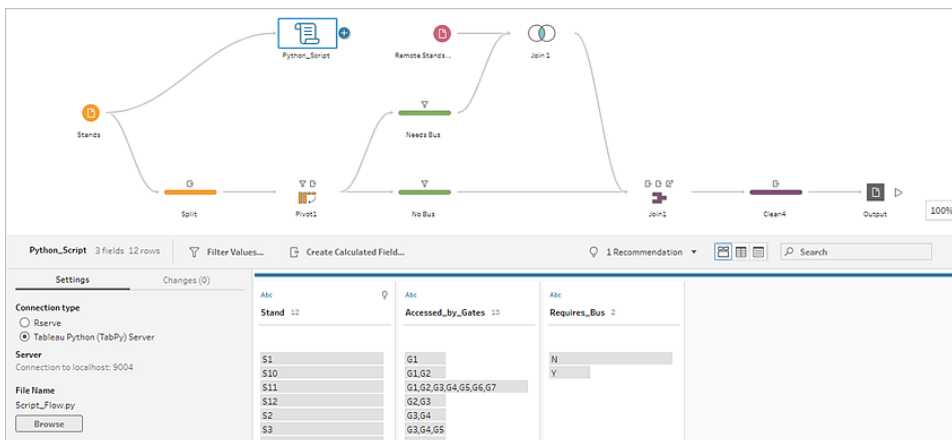 Python_Script
Remote Stands...
Join 1
Stands
Needs Bus
Split
Pivot1
No Bus
Join1
Clean4
Output
100%
Python_Script 3 fields 12 rows
Filter Values...
Create Calculated Field...
1 Recommendation
Search
Settings
Changes (0)
Connection type
Rserve
Tableau Python (TabPy) Server
Server
Connection to localhost: 9004
File Name
Script_Flow.py
Browse
Abc
Stand 12
S1
S10
S11
S12
S2
S3
Abc
Accessed_by_Gates 10
G1
G1,G2
G1,G2,G3,G4,G5,G6,G7
G2,G3
G3,G4
G3,G4,G5
Abc
Requires_Bus 2
N
Y